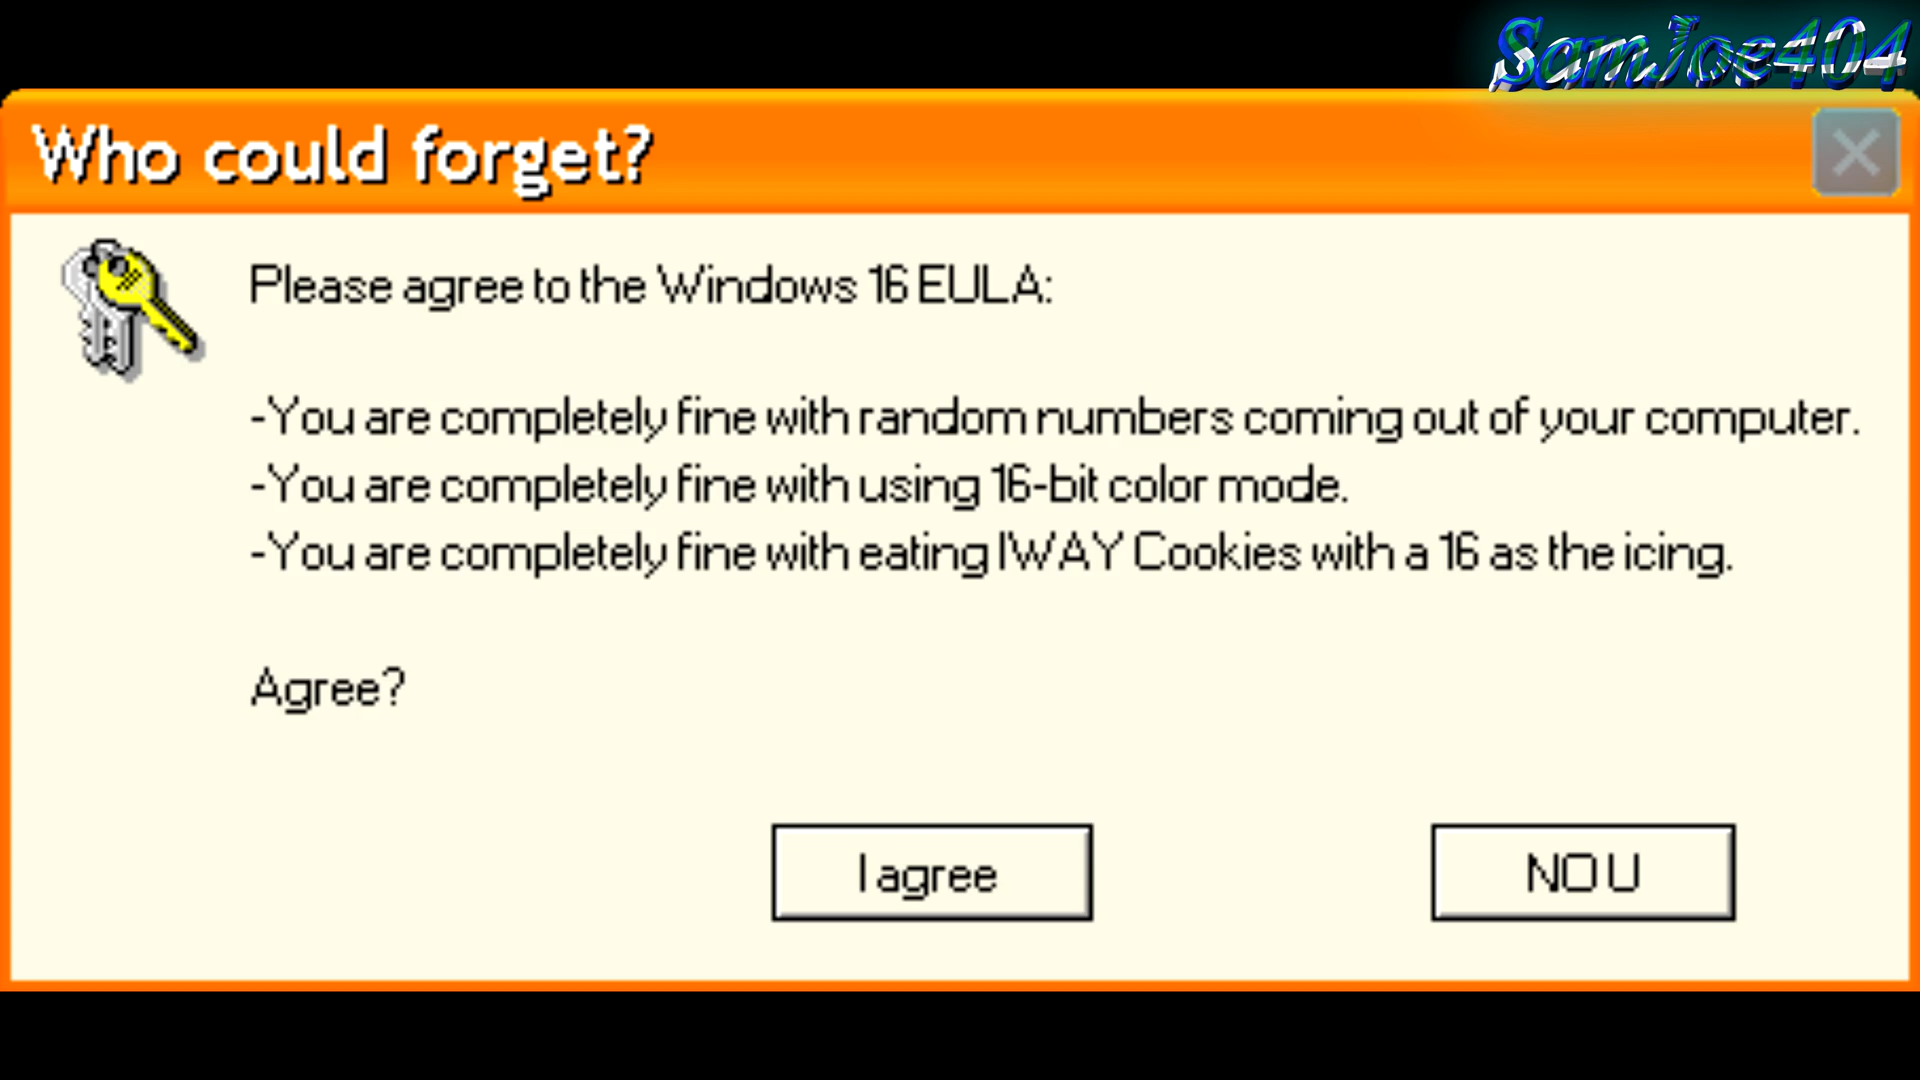 SamJoe404
Who could forget?
Please agree to the Windows 16 EULA:
-You are completely fine with random numbers coming out of your computer.
-You are completely fine with using 16-bit color mode.
-You are completely fine with eating IWAY Cookies with a 16 as the icing.
Agree?
I agree
NO U